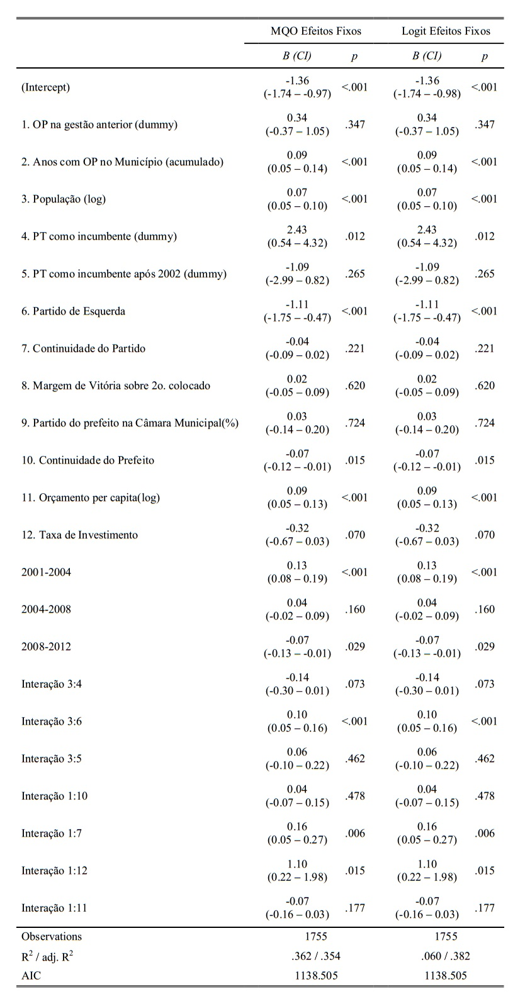 MQO Efeitos Fixos Logit Efeitos Fixos
B (CI) p B (CI) p
(Intercept) -1.36 (-1.74 – -0.97) <.001 -1.36 (-1.74 – -0.98) <.001
1. OP na gestão anterior (dummy) 0.34 (-0.37 – 1.05) .347 0.34 (-0.37 – 1.05) .347
2. Anos com OP no Município (acumulado) 0.09 (0.05 – 0.14) <.001 0.09 (0.05 – 0.14) <.001
3. População (log) 0.07 (0.05 – 0.10) <.001 0.07 (0.05 – 0.10) <.001
4. PT como incumbente (dummy) 2.43 (0.54 – 4.32) .012 2.43 (0.54 – 4.32) .012
5. PT como incumbente após 2002 (dummy) -1.09 (-2.99 – 0.82) .265 -1.09 (-2.99 – 0.82) .265
6. Partido de Esquerda -1.11 (-1.75 – -0.47) <.001 -1.11 (-1.75 – -0.47) <.001
7. Continuidade do Partido -0.04 (-0.09 – 0.02) .221 -0.04 (-0.09 – 0.02) .221
8. Margem de Vitória sobre 2o. colocado 0.02 (-0.05 – 0.09) .620 0.02 (-0.05 – 0.09) .620
9. Partido do prefeito na Câmara Municipal(%) 0.03 (-0.14 – 0.20) .724 0.03 (-0.14 – 0.20) .724
10. Continuidade do Prefeito -0.07 (-0.12 – -0.01) .015 -0.07 (-0.12 – -0.01) .015
11. Orçamento per capita(log) 0.09 (0.05 – 0.13) <.001 0.09 (0.05 – 0.13) <.001
12. Taxa de Investimento -0.32 (-0.67 – 0.03) .070 -0.32 (-0.67 – 0.03) .070
2001-2004 0.13 (0.08 – 0.19) <.001 0.13 (0.08 – 0.19) <.001
2004-2008 0.04 (-0.02 – 0.09) .160 0.04 (-0.02 – 0.09) .160
2008-2012 -0.07 (-0.13 – -0.01) .029 -0.07 (-0.13 – -0.01) .029
Interação 3:4 -0.14 (-0.30 – 0.01) .073 -0.14 (-0.30 – 0.01) .073
Interação 3:6 0.10 (0.05 – 0.16) <.001 0.10 (0.05 – 0.16) <.001
Interação 3:5 0.06 (-0.10 – 0.22) .462 0.06 (-0.10 – 0.22) .462
Interação 1:10 0.04 (-0.07 – 0.15) .478 0.04 (-0.07 – 0.15) .478
Interação 1:7 0.16 (0.05 – 0.27) .006 0.16 (0.05 – 0.27) .006
Interação 1:12 1.10 (0.22 – 1.98) .015 1.10 (0.22 – 1.98) .015
Interação 1:11 -0.07 (-0.16 – 0.03) .177 -0.07 (-0.16 – 0.03) .177
Observations 1755 1755
R² / adj. R² .362 / .354 .060 / .382
AIC 1138.505 1138.505